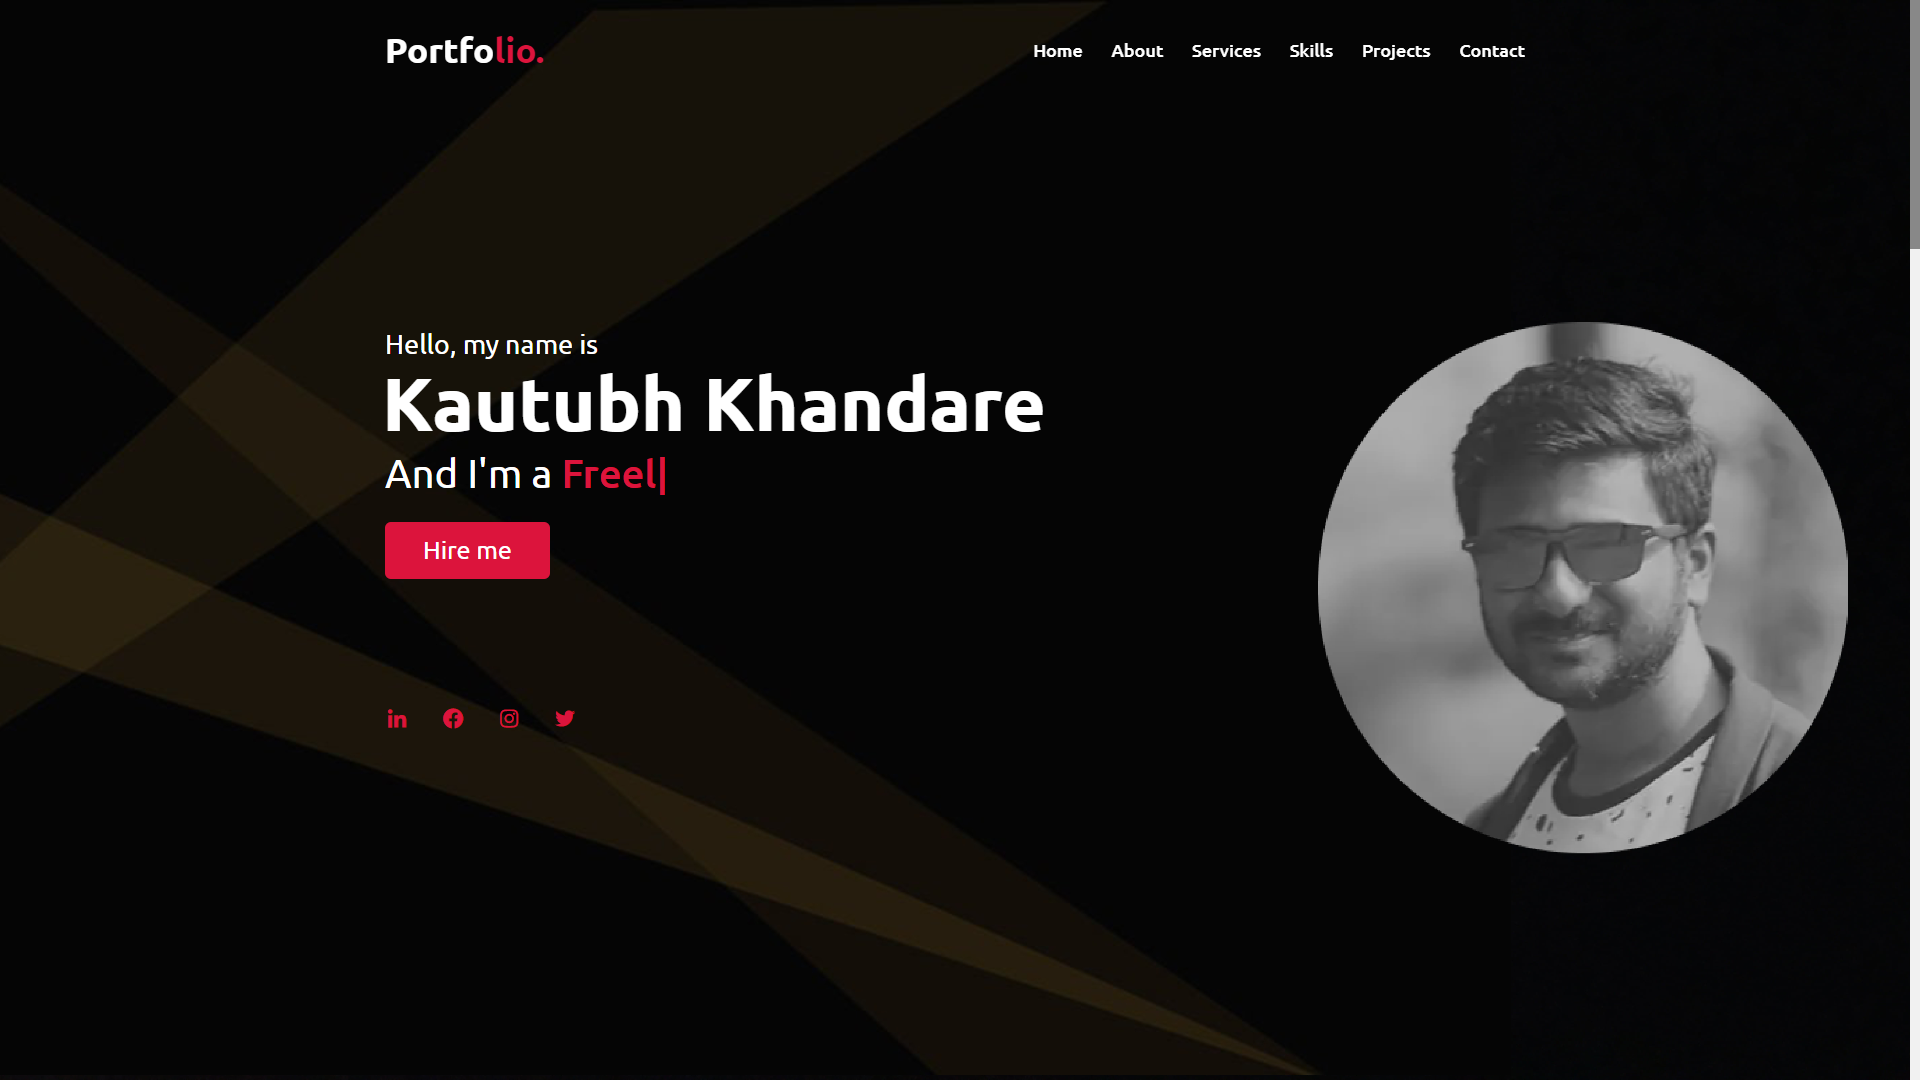 Portfolio.
Home About Services Skills Projects Contact
Hello, my name is
Kautubh Khandare
And I'm a Freel|
Hire me